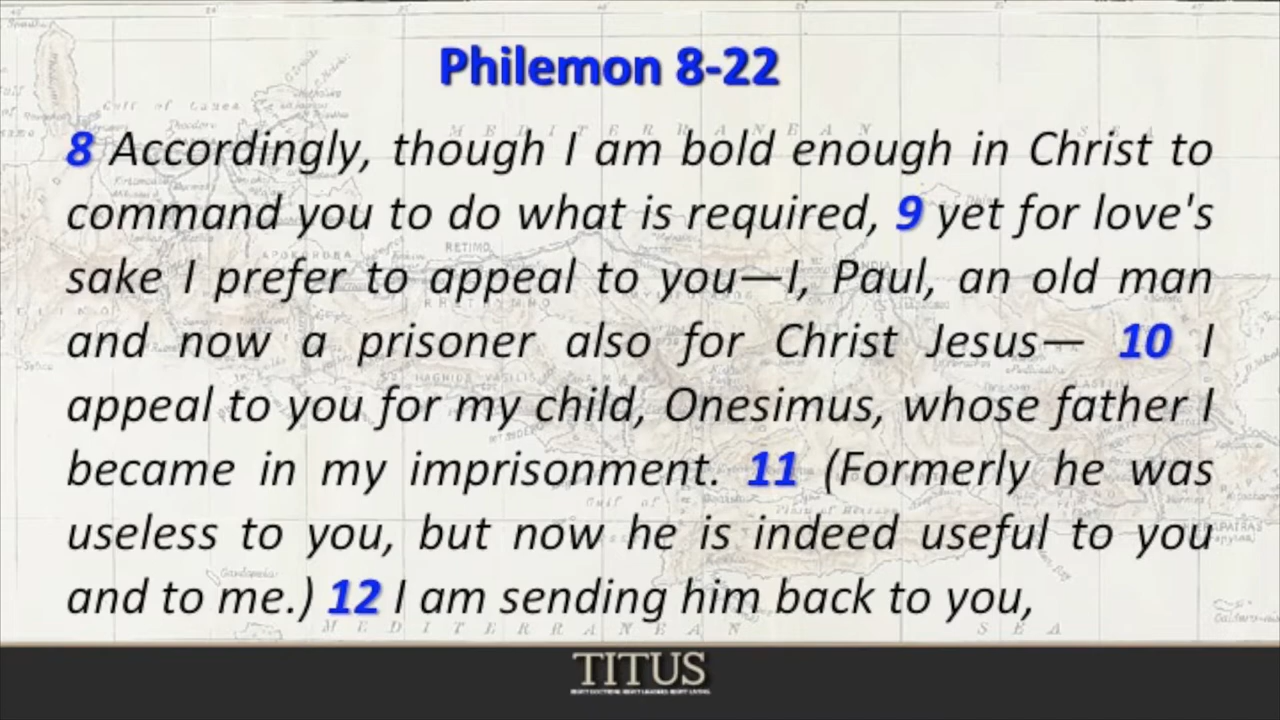 Philemon 8-22
8 Accordingly, though I am bold enough in Christ to
command you to do what is required, 9 yet for love's
sake I prefer to appeal to you—I, Paul, an old man
and now a prisoner also for Christ Jesus— 10 I
appeal to you for my child, Onesimus, whose father I
became in my imprisonment. 11 (Formerly he was
useless to you, but now he is indeed useful to you
and to me.) 12 I am sending him back to you,
MEDITERRANEAN SEA
TITUS